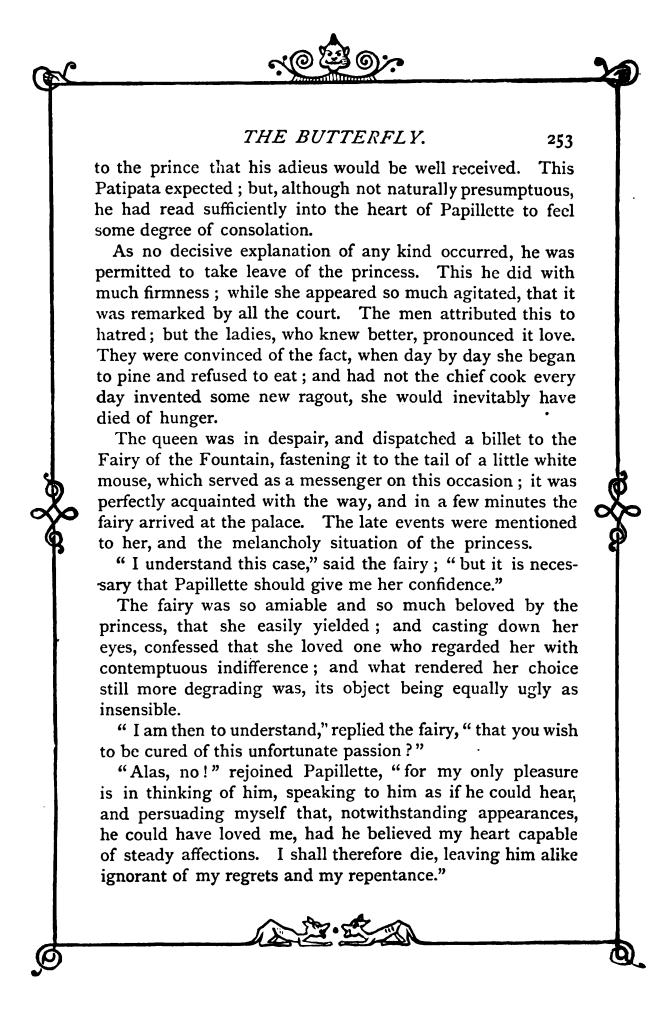 THE BUTTERFLY. 253
to the prince that his adieus would be well received. This
Patipata expected ; but, although not naturally presumptuous,
he had read sufficiently into the heart of Papillette to feel
some degree of consolation.
As no decisive explanation of any kind occurred, he was
permitted to take leave of the princess. This he did with
much firmness ; while she appeared so much agitated, that it
was remarked by all the court. The men attributed this to
hatred ; but the ladies, who knew better, pronounced it love.
They were convinced of the fact, when day by day she began
to pine and refused to eat ; and had not the chief cook every
day invented some new ragout, she would inevitably have
died of hunger.
The queen was in despair, and dispatched a billet to the
Fairy of the Fountain, fastening it to the tail of a little white
mouse, which served as a messenger on this occasion ; it was
perfectly acquainted with the way, and in a few minutes the
fairy arrived at the palace. The late events were mentioned
to her, and the melancholy situation of the princess.
“ I understand this case,” said the fairy ; “ but it is neces-
sary that Papillette should give me her confidence.”
The fairy was so amiable and so much beloved by the
princess, that she easily yielded ; and casting down her
eyes, confessed that she loved one who regarded her with
contemptuous indifference ; and what rendered her choice
still more degrading was, its object being equally ugly as
insensible.
“ I am then to understand,” replied the fairy, “ that you wish
to be cured of this unfortunate passion ? ”
“ Alas, no ! ” rejoined Papillette, “ for my only pleasure
is in thinking of him, speaking to him as if he could hear,
and persuading myself that, notwithstanding appearances,
he could have loved me, had he believed my heart capable
of steady affections. I shall therefore die, leaving him alike
ignorant of my regrets and my repentance.”